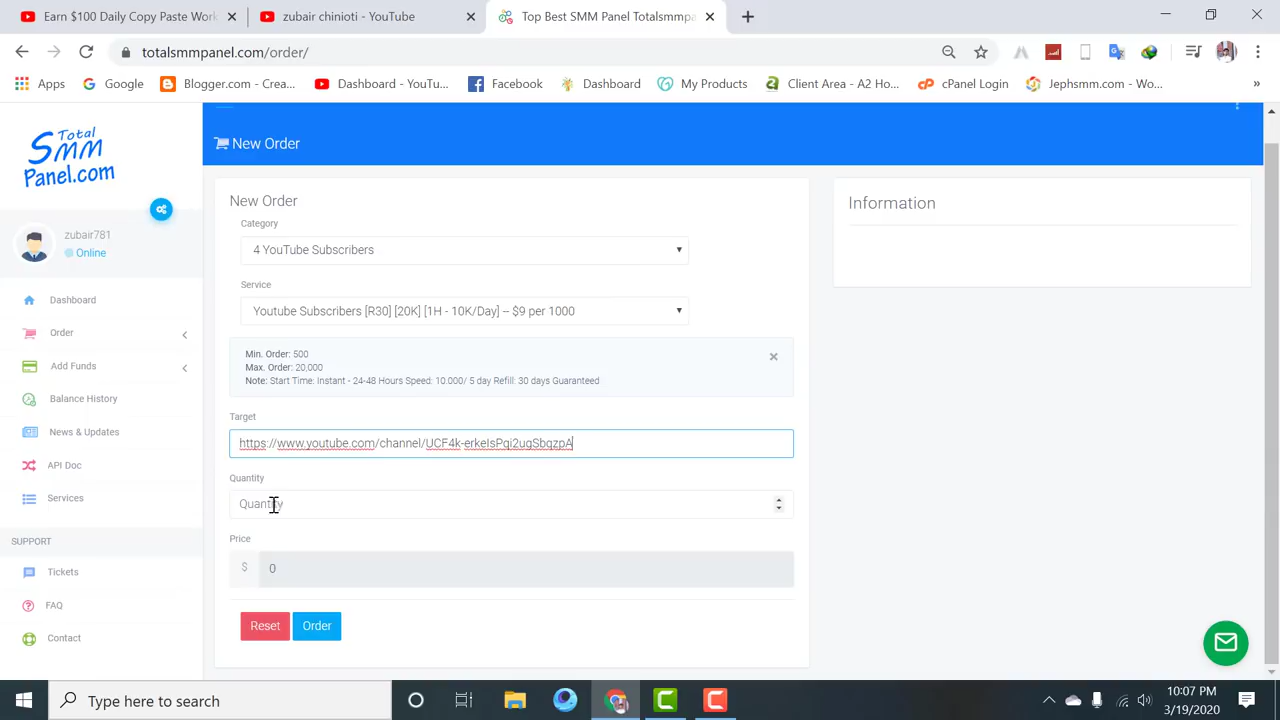 Earn $100 Daily Copy Paste Work
zubair chinioti - YouTube
Top Best SMM Panel Totalsmmpa
totalsmmpanel.com/order/
Apps
Google
Blogger.com - Crea...
Dashboard - YouTu...
Facebook
Dashboard
My Products
Client Area - A2 Ho...
cPanel Login
Jephsmm.com - Wo...
»
Total
SMM
Panel.com
zubair781
Online
Dashboard
Order
Add Funds
Balance History
News & Updates
API Doc
Services
SUPPORT
Tickets
FAQ
Contact
New Order
New Order
Category
4 YouTube Subscribers
Service
Youtube Subscribers [R30] [20K] [1H - 10K/Day] -- $9 per 1000
Min. Order: 500
Max. Order: 20,000
Note: Start Time: Instant - 24-48 Hours Speed: 10.000/ 5 day Refill: 30 days Guaranteed
Target
https://www.youtube.com/channel/UCF4k-erkeIsPqi2ugSbqzpA
Quantity
Quantity
Price
$ 0
Reset
Order
Information
Type here to search
10:07 PM
3/19/2020